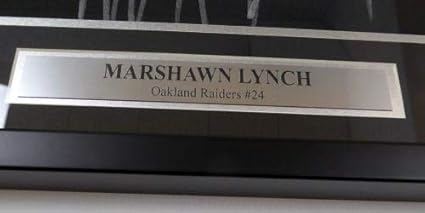 MARSHAWN LYNCH
Oakland Raiders #24